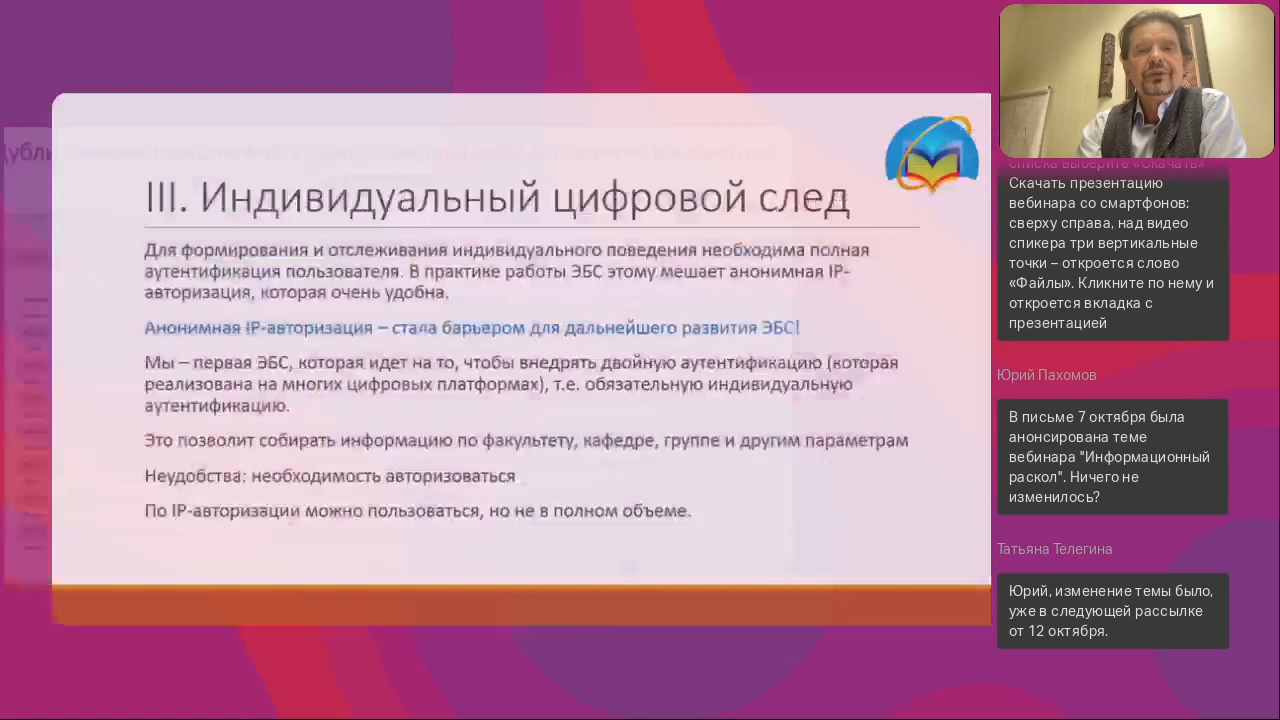 III. Индивидуальный цифровой след
Для формирования и отслеживания индивидуального поведения необходима полная
аутентификация пользователя. В практике работы ЭБС этому мешает анонимная IP-
авторизация, которая очень удобна.
Анонимная IP-авторизация – стала барьером для дальнейшего развития ЭБС!
Мы – первая ЭБС, которая идет на то, чтобы внедрять двойную аутентификацию (которая
реализована на многих цифровых платформах), т.е. обязательную индивидуальную
аутентификацию.
Это позволит собирать информацию по факультету, кафедре, группе и другим параметрам
Неудобства: необходимость авторизоваться
По IP-авторизации можно пользоваться, но не в полном объеме.
списка выберите «Скачать»
Скачать презентацию
вебинара со смартфонов:
сверху справа, над видео
спикера три вертикальные
точки – откроется слово
«Файлы». Кликните по нему и
откроется вкладка с
презентацией
Юрий Пахомов
В письме 7 октября была
анонсирована теме
вебинара "Информационный
раскол". Ничего не
изменилось?
Татьяна Телегина
Юрий, изменение темы было,
уже в следующей рассылке
от 12 октября.